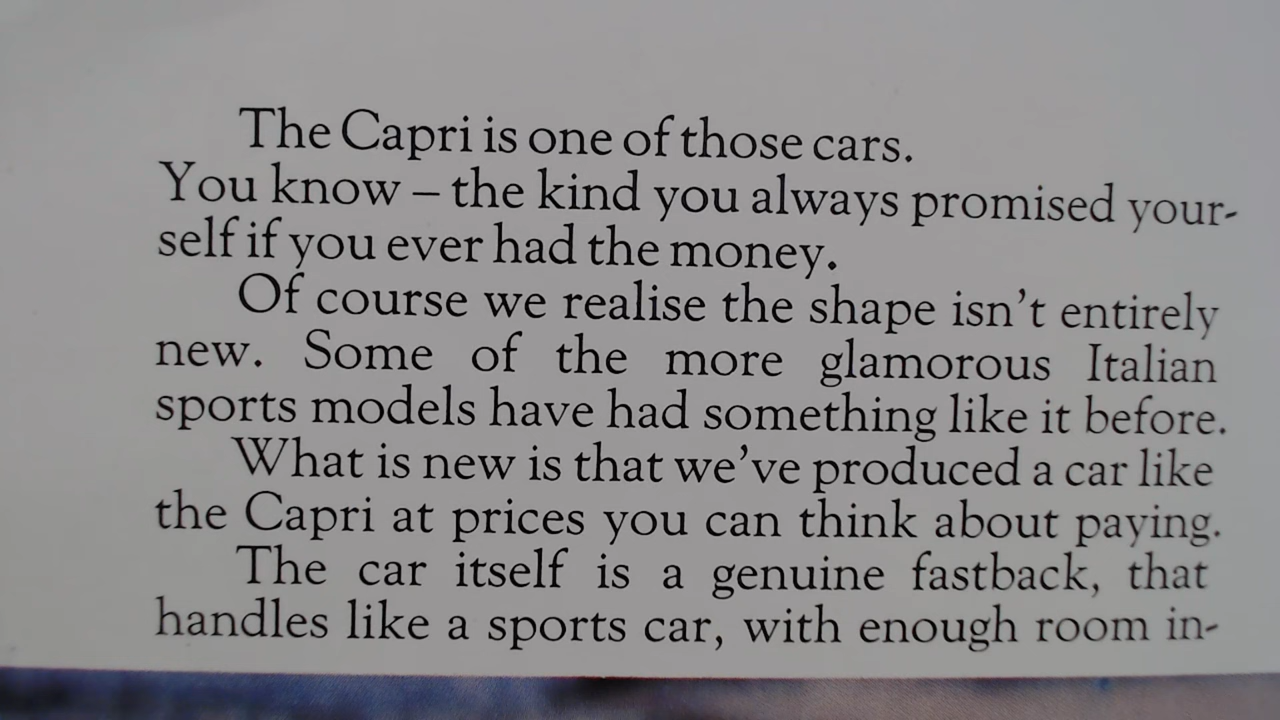 The Capri is one of those cars.
You know – the kind you always promised your-
self if you ever had the money.
Of course we realise the shape isn't entirely
new. Some of the more glamorous Italian
sports models have had something like it before.
What is new is that we've produced a car like
the Capri at prices you can think about paying.
The car itself is a genuine fastback, that
handles like a sports car, with enough room in-